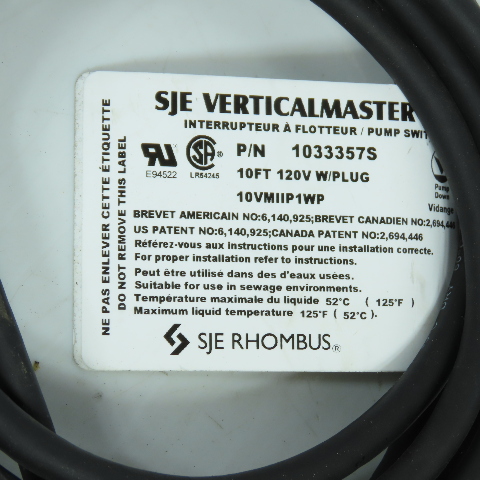 NE PAS ENLEVER CETTE ÉTIQUETTE
DO NOT REMOVE THIS LABEL
SJE VERTICALMASTER
INTERRUPTEUR À FLOTTEUR / PUMP SWIT
P/N 1033357S
E94522
LR54245
10FT 120V W/PLUG
10VMIIP1WP
Pump
Down
Vidange
BREVET AMERICAIN NO:6,140,925;BREVET CANADIEN NO:2,694,446
US PATENT NO:6,140,925;CANADA PATENT NO:2,694,446
Référez-vous aux instructions pour une installation correcte.
For proper installation refer to instructions.
Peut être utilisé dans des d'eaux usées.
Suitable for use in sewage environments.
Température maximale du liquide 52°C ( 125°F )
Maximum liquid temperature 125°F ( 52°C ).
SJE RHOMBUS®